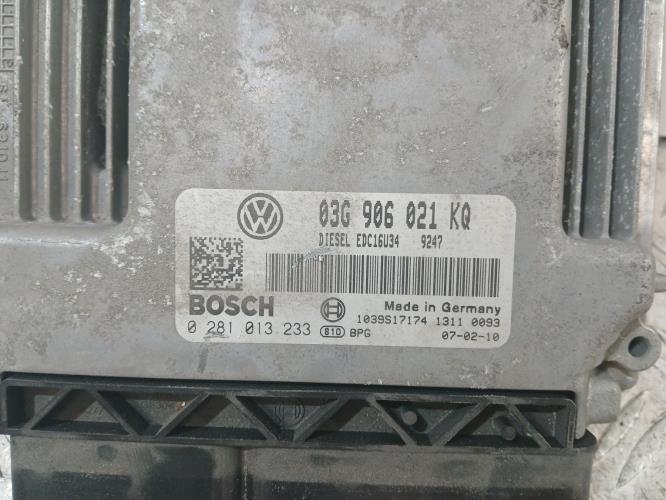 VW
03G 906 021 KQ
DIESEL EDC16U34 9247
BOSCH
Made in Germany
0 281 013 233 810 BPG
1039S17174 1311 0093
07-02-10